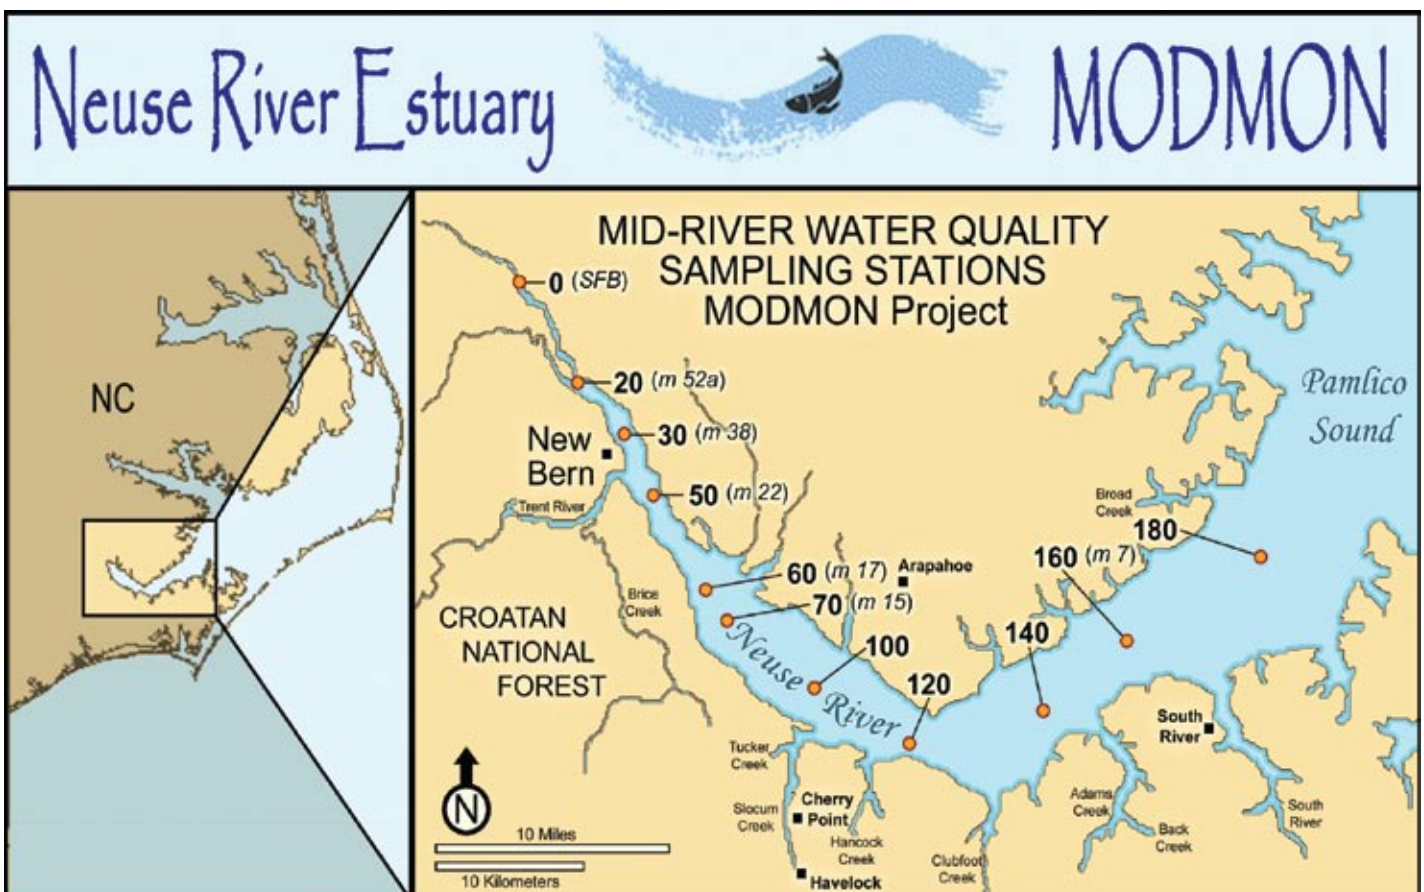 Neuse River Estuary
MODMON
NC
MID-RIVER WATER QUALITY
SAMPLING STATIONS
MODMON Project
0 (SFB)
20 (m 52a)
30 (m 38)
New
Bern
50 (m 22)
Trent River
Pamlico
Sound
Broad
Creek
180
160 (m 7)
60 (m 17)
Arapahoe
70 (m 15)
Brice
Creek
CROATAN
NATIONAL
FOREST
Neuse River
100
140
120
South
River
Tucker
Creek
Slocum
Creek
Cherry
Point
Hancock
Creek
Havelock
Clubfoot
Creek
Adams
Creek
Back
Creek
South
River
N
10 Miles
10 Kilometers